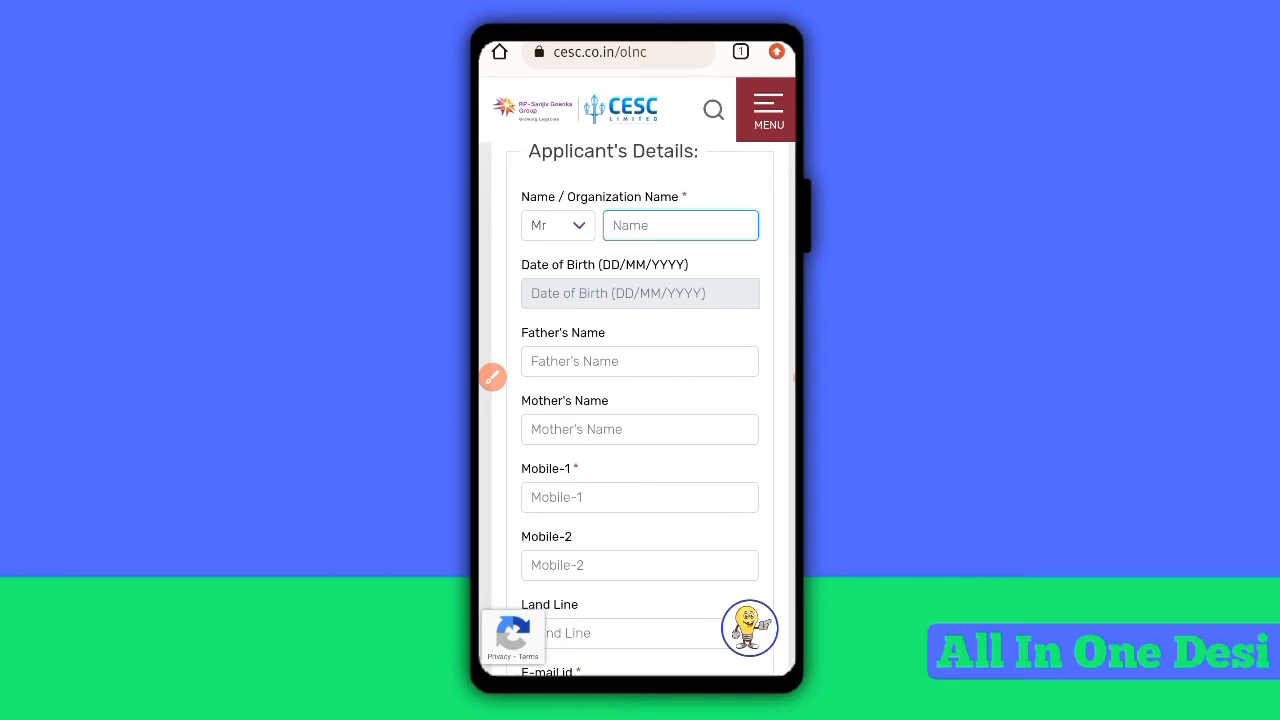 cesc.co.in/olnc
1
RP-Sanjiv Goenka
Group
Growing Legacies
CESC
LIMITED
MENU
Applicant's Details:
Name / Organization Name *
Mr
Name
Date of Birth (DD/MM/YYYY)
Date of Birth (DD/MM/YYYY)
Father's Name
Father's Name
Mother's Name
Mother's Name
Mobile-1 *
Mobile-1
Mobile-2
Mobile-2
Land Line
nd Line
E-mail id *
Privacy - Terms
All In One Desi